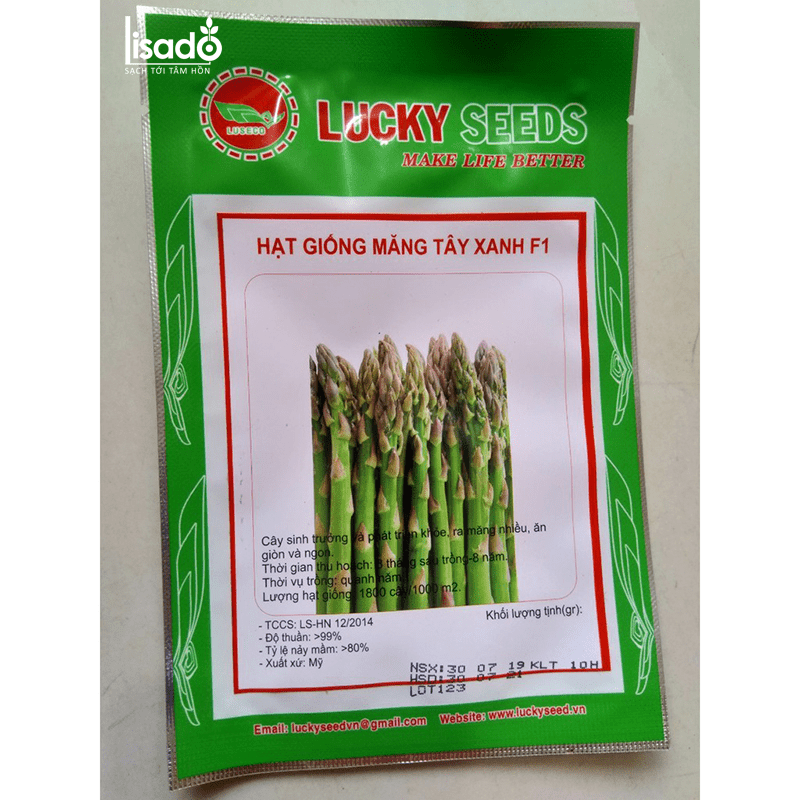 Lisado
SẠCH TỚI TÂM HỒN
LUSECO
LUCKY SEEDS
MAKE LIFE BETTER
HẠT GIỐNG MĂNG TÂY XANH F1
Cây sinh trưởng và phát triển khỏe, ra măng nhiều, ăn
giòn và ngon.
Thời gian thu hoạch: 8 tháng sau trồng-8 năm.
Thời vụ trồng: quanh năm.
Lượng hạt giống: 1800 cây/1000 m2.
Khối lượng tịnh(gr):
- TCCS: LS-HN 12/2014
- Độ thuần: >99%
- Tỷ lệ nảy mầm: >80%
- Xuất xứ: Mỹ
NSX:30 07 19 KLT 10H
HSD:30 07 21
LOT123
Email: luckyseedvn@gmail.com Website: www.luckyseed.vn